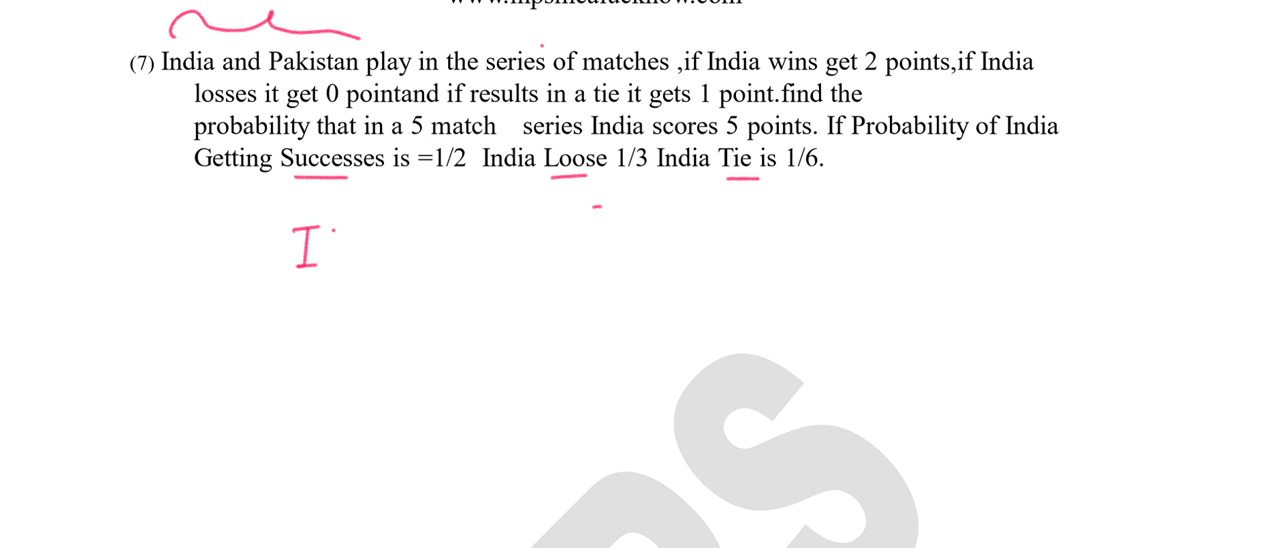 (7) India and Pakistan play in the series of matches ,if India wins get 2 points,if India
losses it get 0 pointand if results in a tie it gets 1 point.find the
probability that in a 5 match series India scores 5 points. If Probability of India
Getting Successes is =1/2 India Loose 1/3 India Tie is 1/6.
I